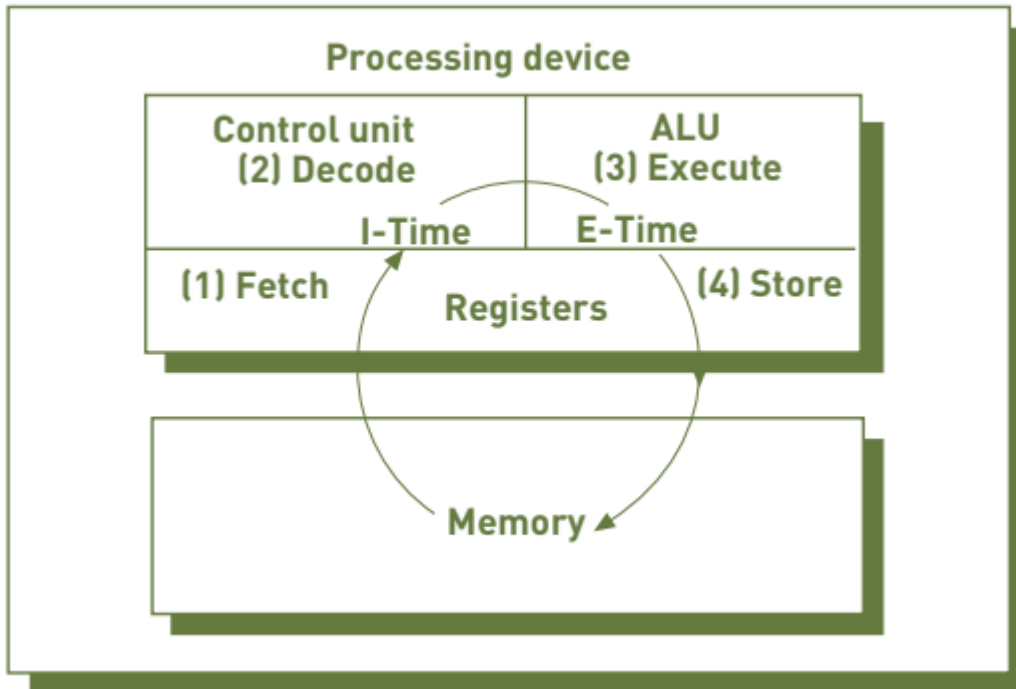 Processing device
Control unit
(2) Decode
ALU
(3) Execute
I-Time
E-Time
(1) Fetch
Registers
(4) Store
Memory